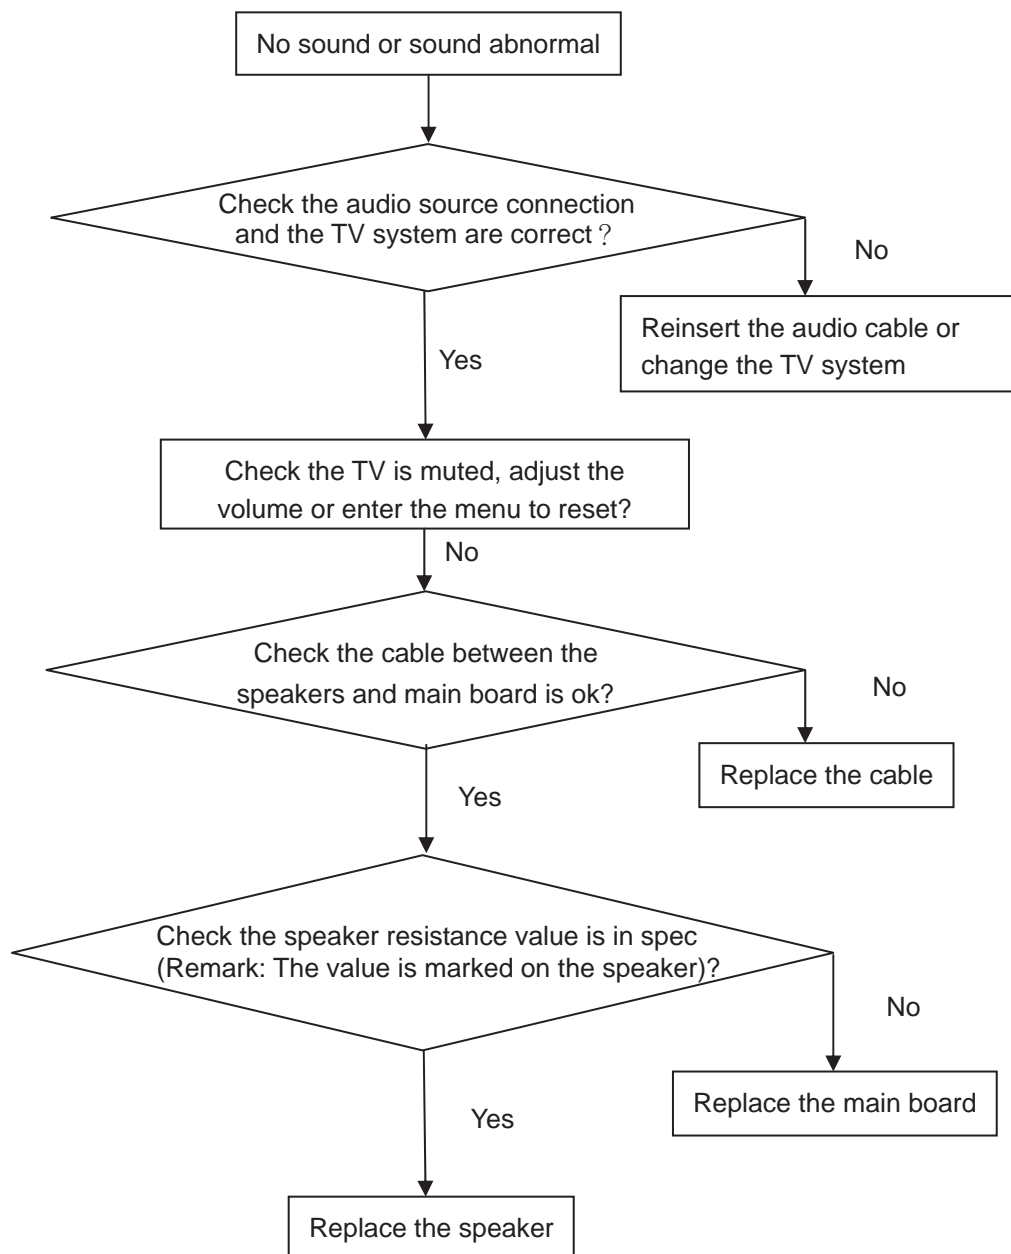 No sound or sound abnormal
Check the audio source connection
and the TV system are correct？
No
Reinsert the audio cable or
change the TV system
Yes
Check the TV is muted, adjust the
volume or enter the menu to reset?
No
Check the cable between the
speakers and main board is ok?
No
Replace the cable
Yes
Check the speaker resistance value is in spec
(Remark: The value is marked on the speaker)?
No
Replace the main board
Yes
Replace the speaker